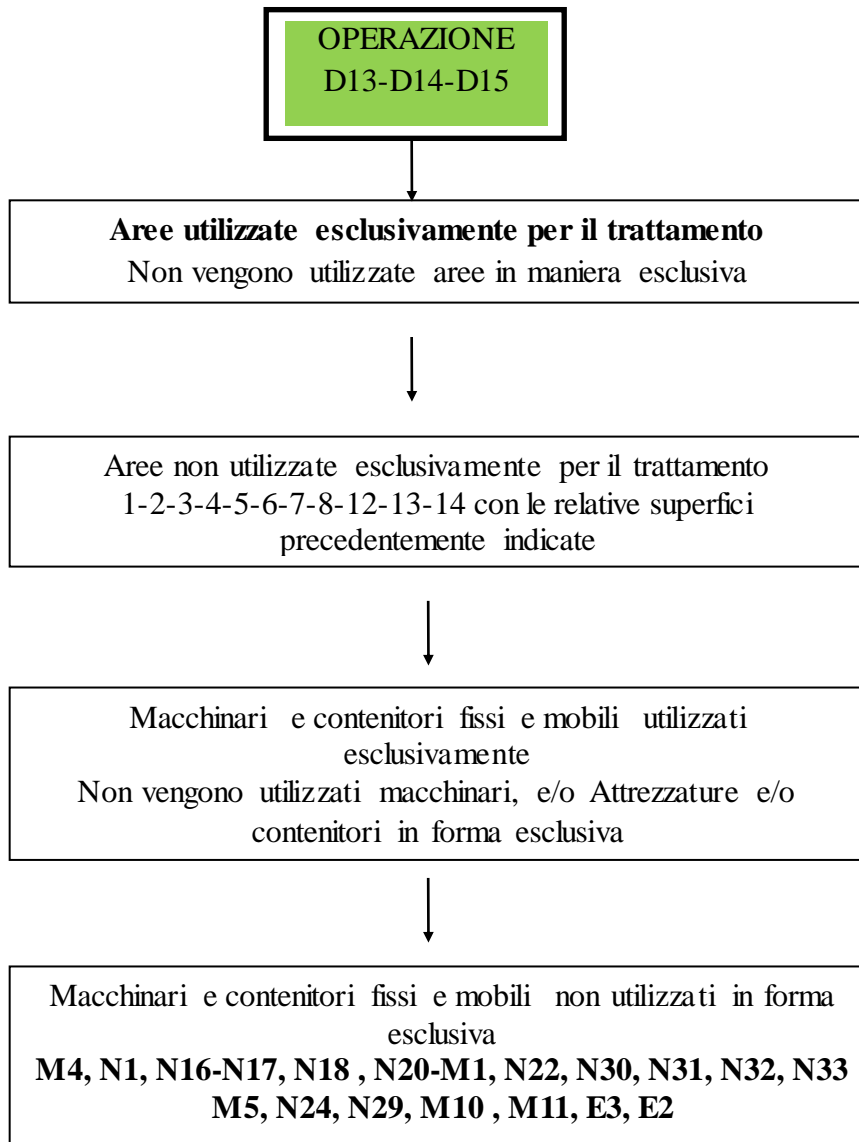 OPERAZIONE
D13-D14-D15
Aree utilizzate esclusivamente per il trattamento
Non vengono utilizzate aree in maniera esclusiva
Aree non utilizzate esclusivamente per il trattamento
1-2-3-4-5-6-7-8-12-13-14 con le relative superfici
precedentemente indicate
Macchinari e contenitori fissi e mobili utilizzati
esclusivamente
Non vengono utilizzati macchinari, e/o Attrezzature e/o
contenitori in forma esclusiva
Macchinari e contenitori fissi e mobili non utilizzati in forma
esclusiva
M4, N1, N16-N17, N18 , N20-M1, N22, N30, N31, N32, N33
M5, N24, N29, M10 , M11, E3, E2